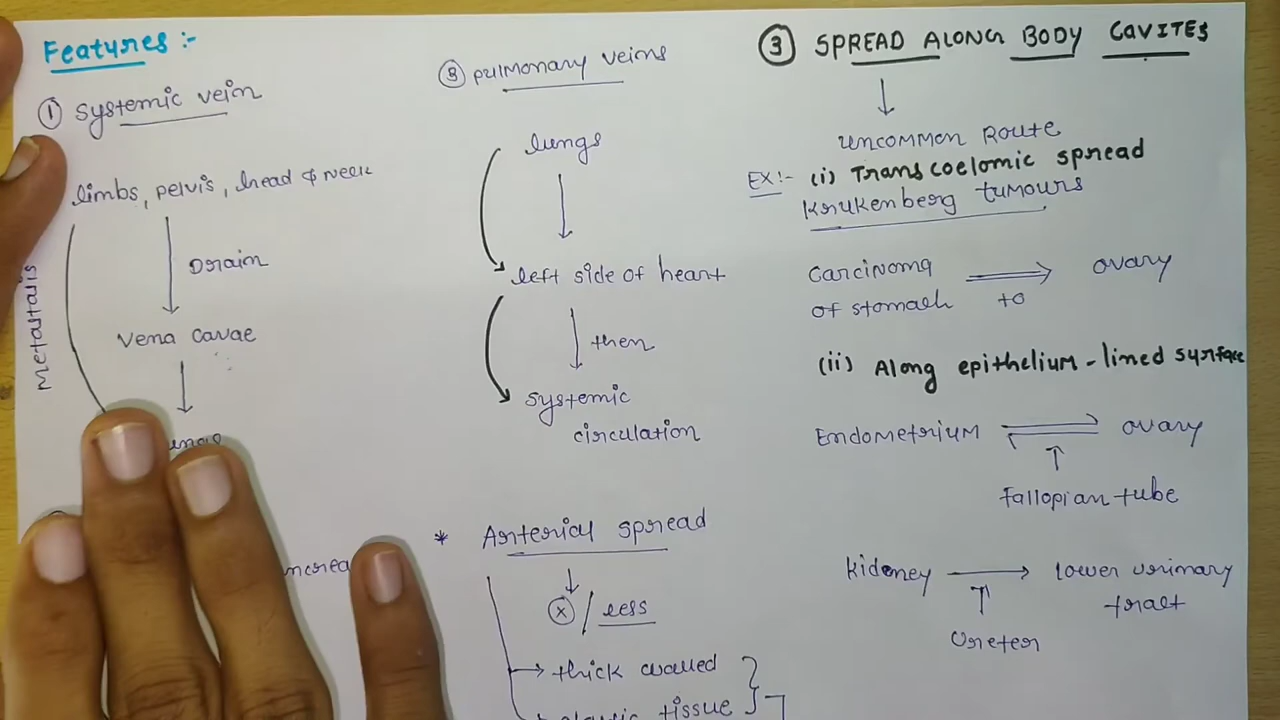 Features :-
① systemic vein
limbs, pelvis, head & neck
Drain
Vena cavae
Metastasis
③ pulmonary veins
lungs
left side of heart
then
systemic
circulation
* Arterial spread
ⓧ / less
→ thick walled
tissue
③ SPREAD ALONG BODY CAVITES
UNCOMMON ROUTE
EX:- (i) Trans coelomic spread
Krukenberg tumours
Carcinoma
of stomach
to
ovary
(ii) Along epithelium-lined surface
Endometrium
ovary
Fallopian tube
kideney
lower urinary
tract
Ureter